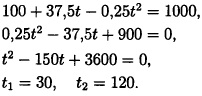 100 + 37,5t − 0,25t² = 1000,
0,25t² − 37,5t + 900 = 0,
t² − 150t + 3600 = 0,
t₁ = 30, t₂ = 120.